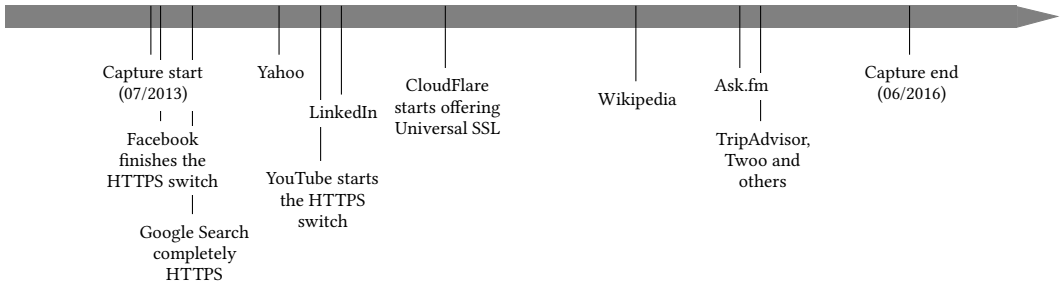 Capture start
(07/2013)
Facebook
finishes the
HTTPS switch
Google Search
completely
HTTPS
Yahoo
YouTube starts
the HTTPS
switch
LinkedIn
CloudFlare
starts offering
Universal SSL
Wikipedia
Ask.fm
TripAdvisor,
Twoo and
others
Capture end
(06/2016)